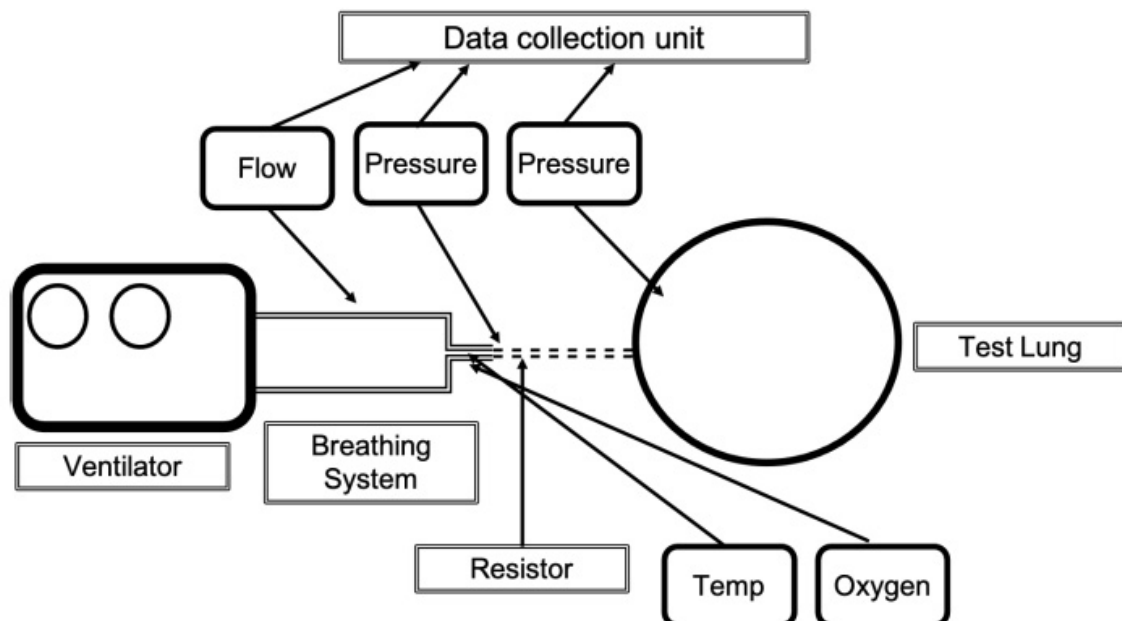 Data collection unit
Flow
Pressure
Pressure
Test Lung
Ventilator
Breathing
System
Resistor
Temp
Oxygen